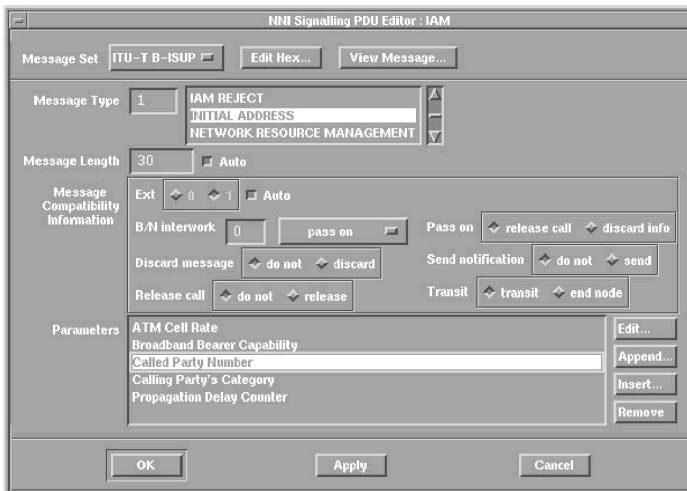 NNI Signalling PDU Editor : IAM
Message Set ITU-T B-ISUP Edit Hex... View Message...
Message Type 1 IAM REJECT
INITIAL ADDRESS
NETWORK RESOURCE MANAGEMENT
Message Length 30 Auto
Message Compatibility Information
Ext 0 1 Auto
B/N interwork 0 pass on Pass on release call discard info
Discard message do not discard Send notification do not send
Release call do not release Transit transit end node
Parameters ATM Cell Rate Edit...
Broadband Bearer Capability
Called Party Number Append...
Calling Party's Category Insert...
Propagation Delay Counter
Remove
OK Apply Cancel